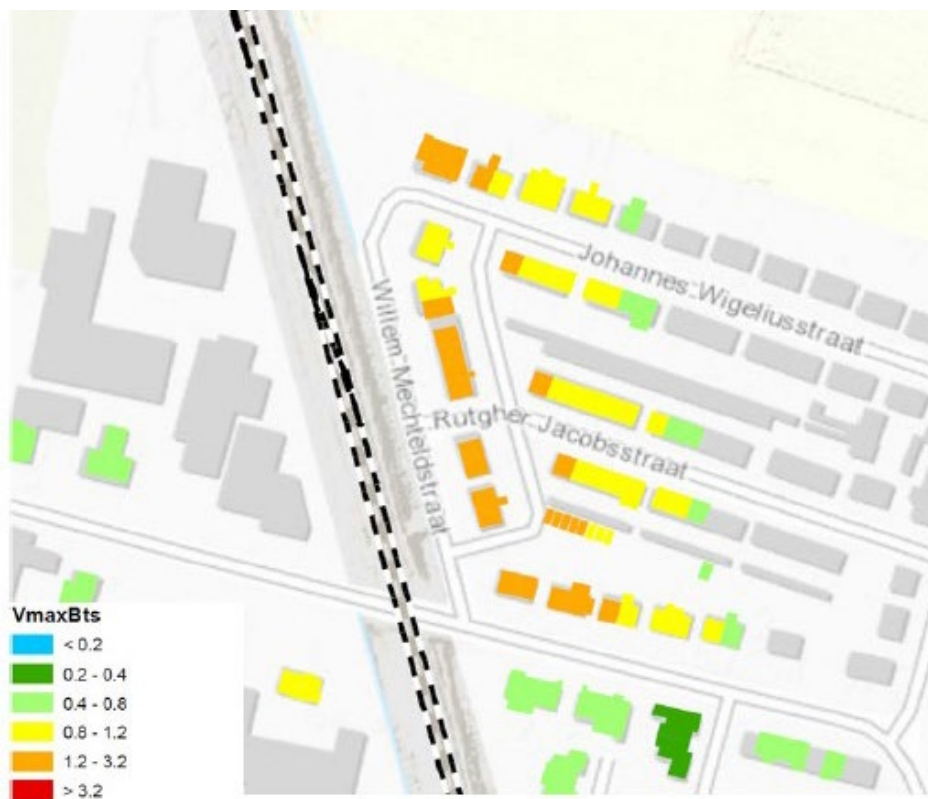 Johannes Wigeliusstraat
Willem Mechteldstraat
Rutgher Jacobsstraat
VmaxBts
< 0.2
0.2 - 0.4
0.4 - 0.8
0.8 - 1.2
1.2 - 3.2
> 3.2